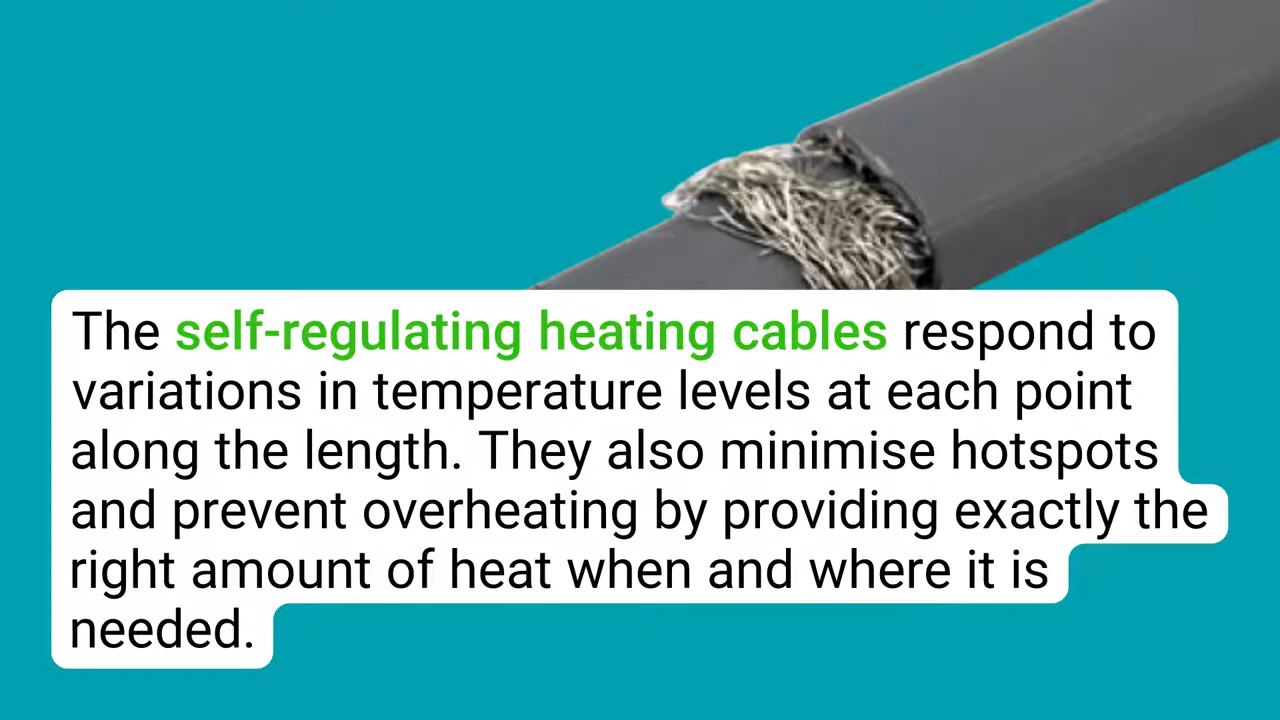 The self-regulating heating cables respond to
variations in temperature levels at each point
along the length. They also minimise hotspots
and prevent overheating by providing exactly the
right amount of heat when and where it is
needed.